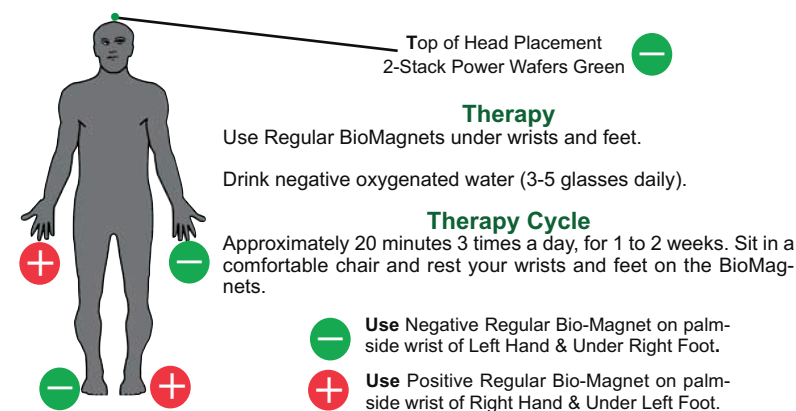 Top of Head Placement
2-Stack Power Wafers Green
Therapy
Use Regular BioMagnets under wrists and feet.
Drink negative oxygenated water (3-5 glasses daily).
Therapy Cycle
Approximately 20 minutes 3 times a day, for 1 to 2 weeks. Sit in a
comfortable chair and rest your wrists and feet on the BioMag-
nets.
Use Negative Regular Bio-Magnet on palm-
side wrist of Left Hand & Under Right Foot.
Use Positive Regular Bio-Magnet on palm-
side wrist of Right Hand & Under Left Foot.